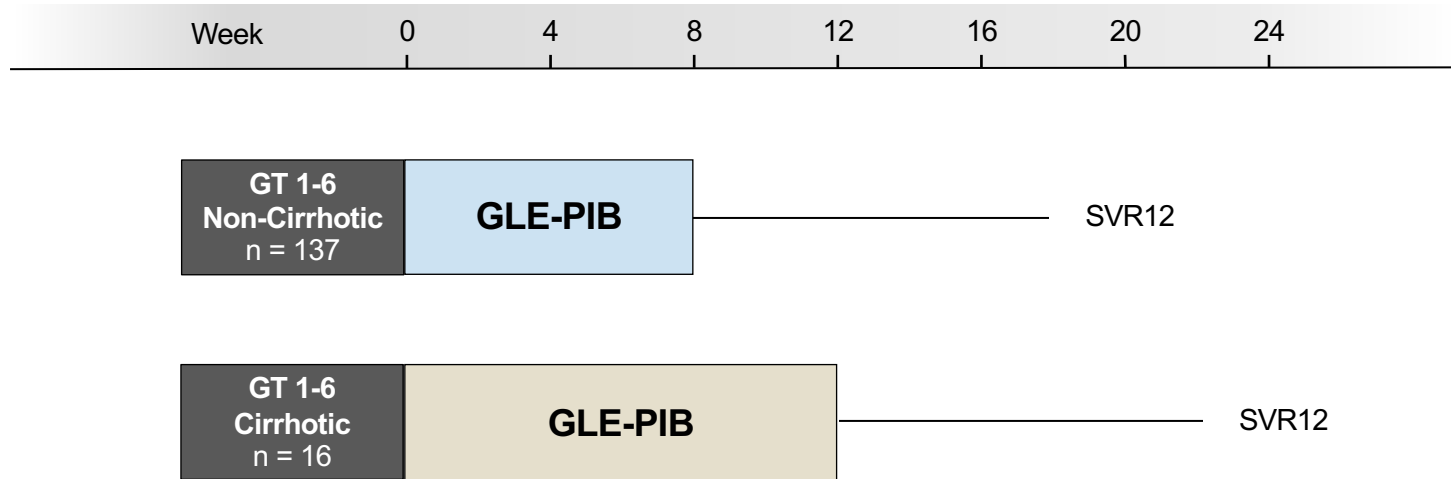 Week 0 4 8 12 16 20 24
GT 1-6
Non-Cirrhotic
n = 137
GLE-PIB
SVR12
GT 1-6
Cirrhotic
n = 16
GLE-PIB
SVR12